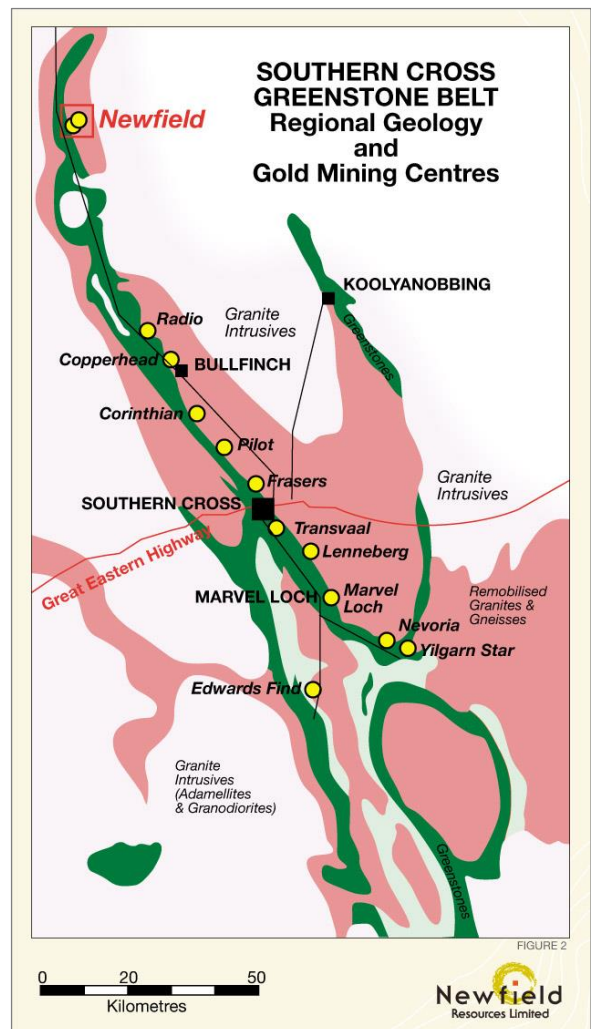 SOUTHERN CROSS
GREENSTONE BELT
Regional Geology
and
Gold Mining Centres
Newfield
KOOLYANOBBING
Radio
Granite
Intrusives
Greenstones
Copperhead
BULLFINCH
Corinthian
Pilot
Frasers
Granite
Intrusives
SOUTHERN CROSS
Transvaal
Great Eastern Highway
Lenneberg
MARVEL LOCH
Marvel
Loch
Remobilised
Granites &
Gneisses
Nevoria
Yilgarn Star
Edwards Find
Granite
Intrusives
(Adamellites
& Granodiorites)
Greenstones
FIGURE 2
0 20 50
Kilometres
Newfield
Resources Limited